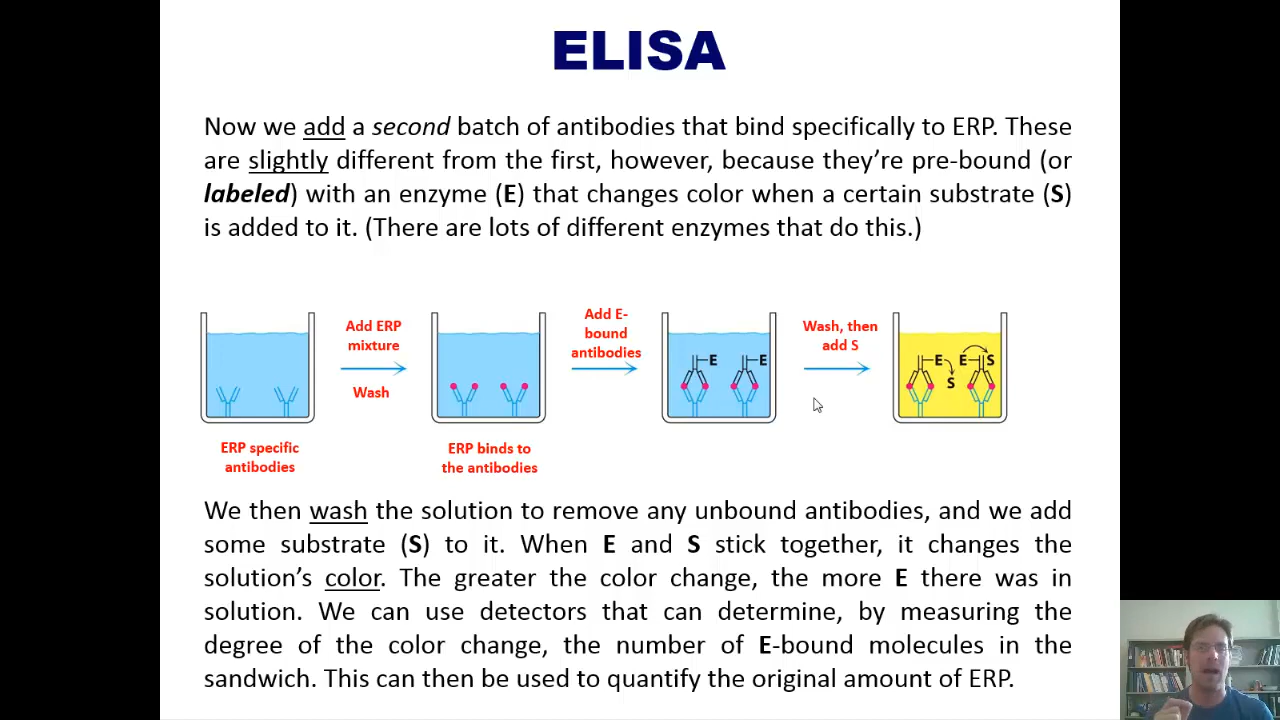 ELISA
Now we add a second batch of antibodies that bind specifically to ERP. These
are slightly different from the first, however, because they’re pre-bound (or
labeled) with an enzyme (E) that changes color when a certain substrate (S)
is added to it. (There are lots of different enzymes that do this.)
Add ERP
mixture
Wash
Add E-
bound
antibodies
Wash, then
add S
E
E
E
S
E
S
ERP specific
antibodies
ERP binds to
the antibodies
We then wash the solution to remove any unbound antibodies, and we add
some substrate (S) to it. When E and S stick together, it changes the
solution’s color. The greater the color change, the more E there was in
solution. We can use detectors that can determine, by measuring the
degree of the color change, the number of E-bound molecules in the
sandwich. This can then be used to quantify the original amount of ERP.